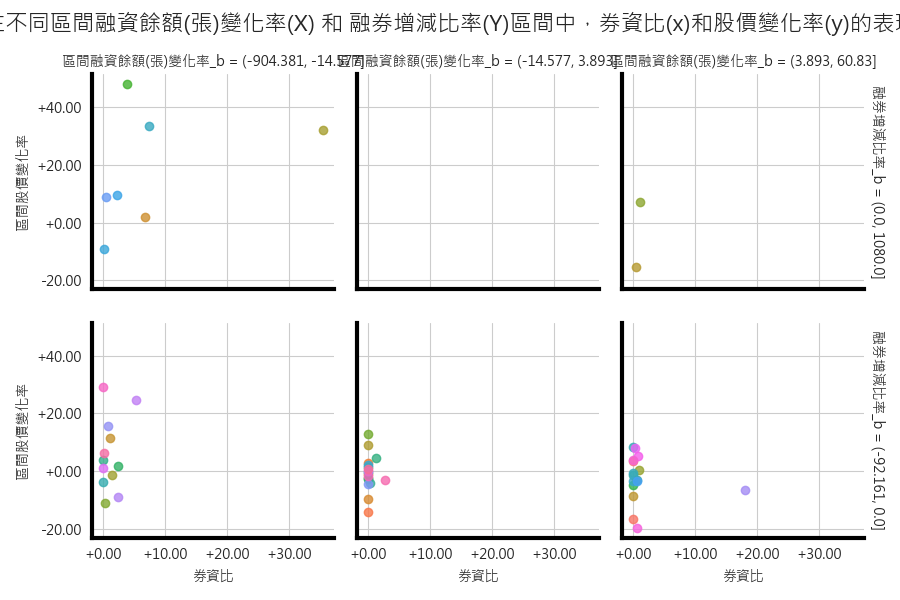 在不同區間融資餘額(張)變化率(X) 和 融券增減比率(Y)區間中，券資比(x)和股價變化率(y)的表現
區間融資餘額(張)變化率_b = (-904.381, -14.577]
區間融資餘額(張)變化率_b = (-14.577, 3.893]
區間融資餘額(張)變化率_b = (3.893, 60.83]
區間股價變化率
+40.00
+20.00
+0.00
-20.00
融券增減比率_b = (0.0, 1080.0]
區間股價變化率
+40.00
+20.00
+0.00
-20.00
融券增減比率_b = (-92.161, 0.0]
+0.00 +10.00 +20.00 +30.00
+0.00 +10.00 +20.00 +30.00
+0.00 +10.00 +20.00 +30.00
券資比
券資比
券資比